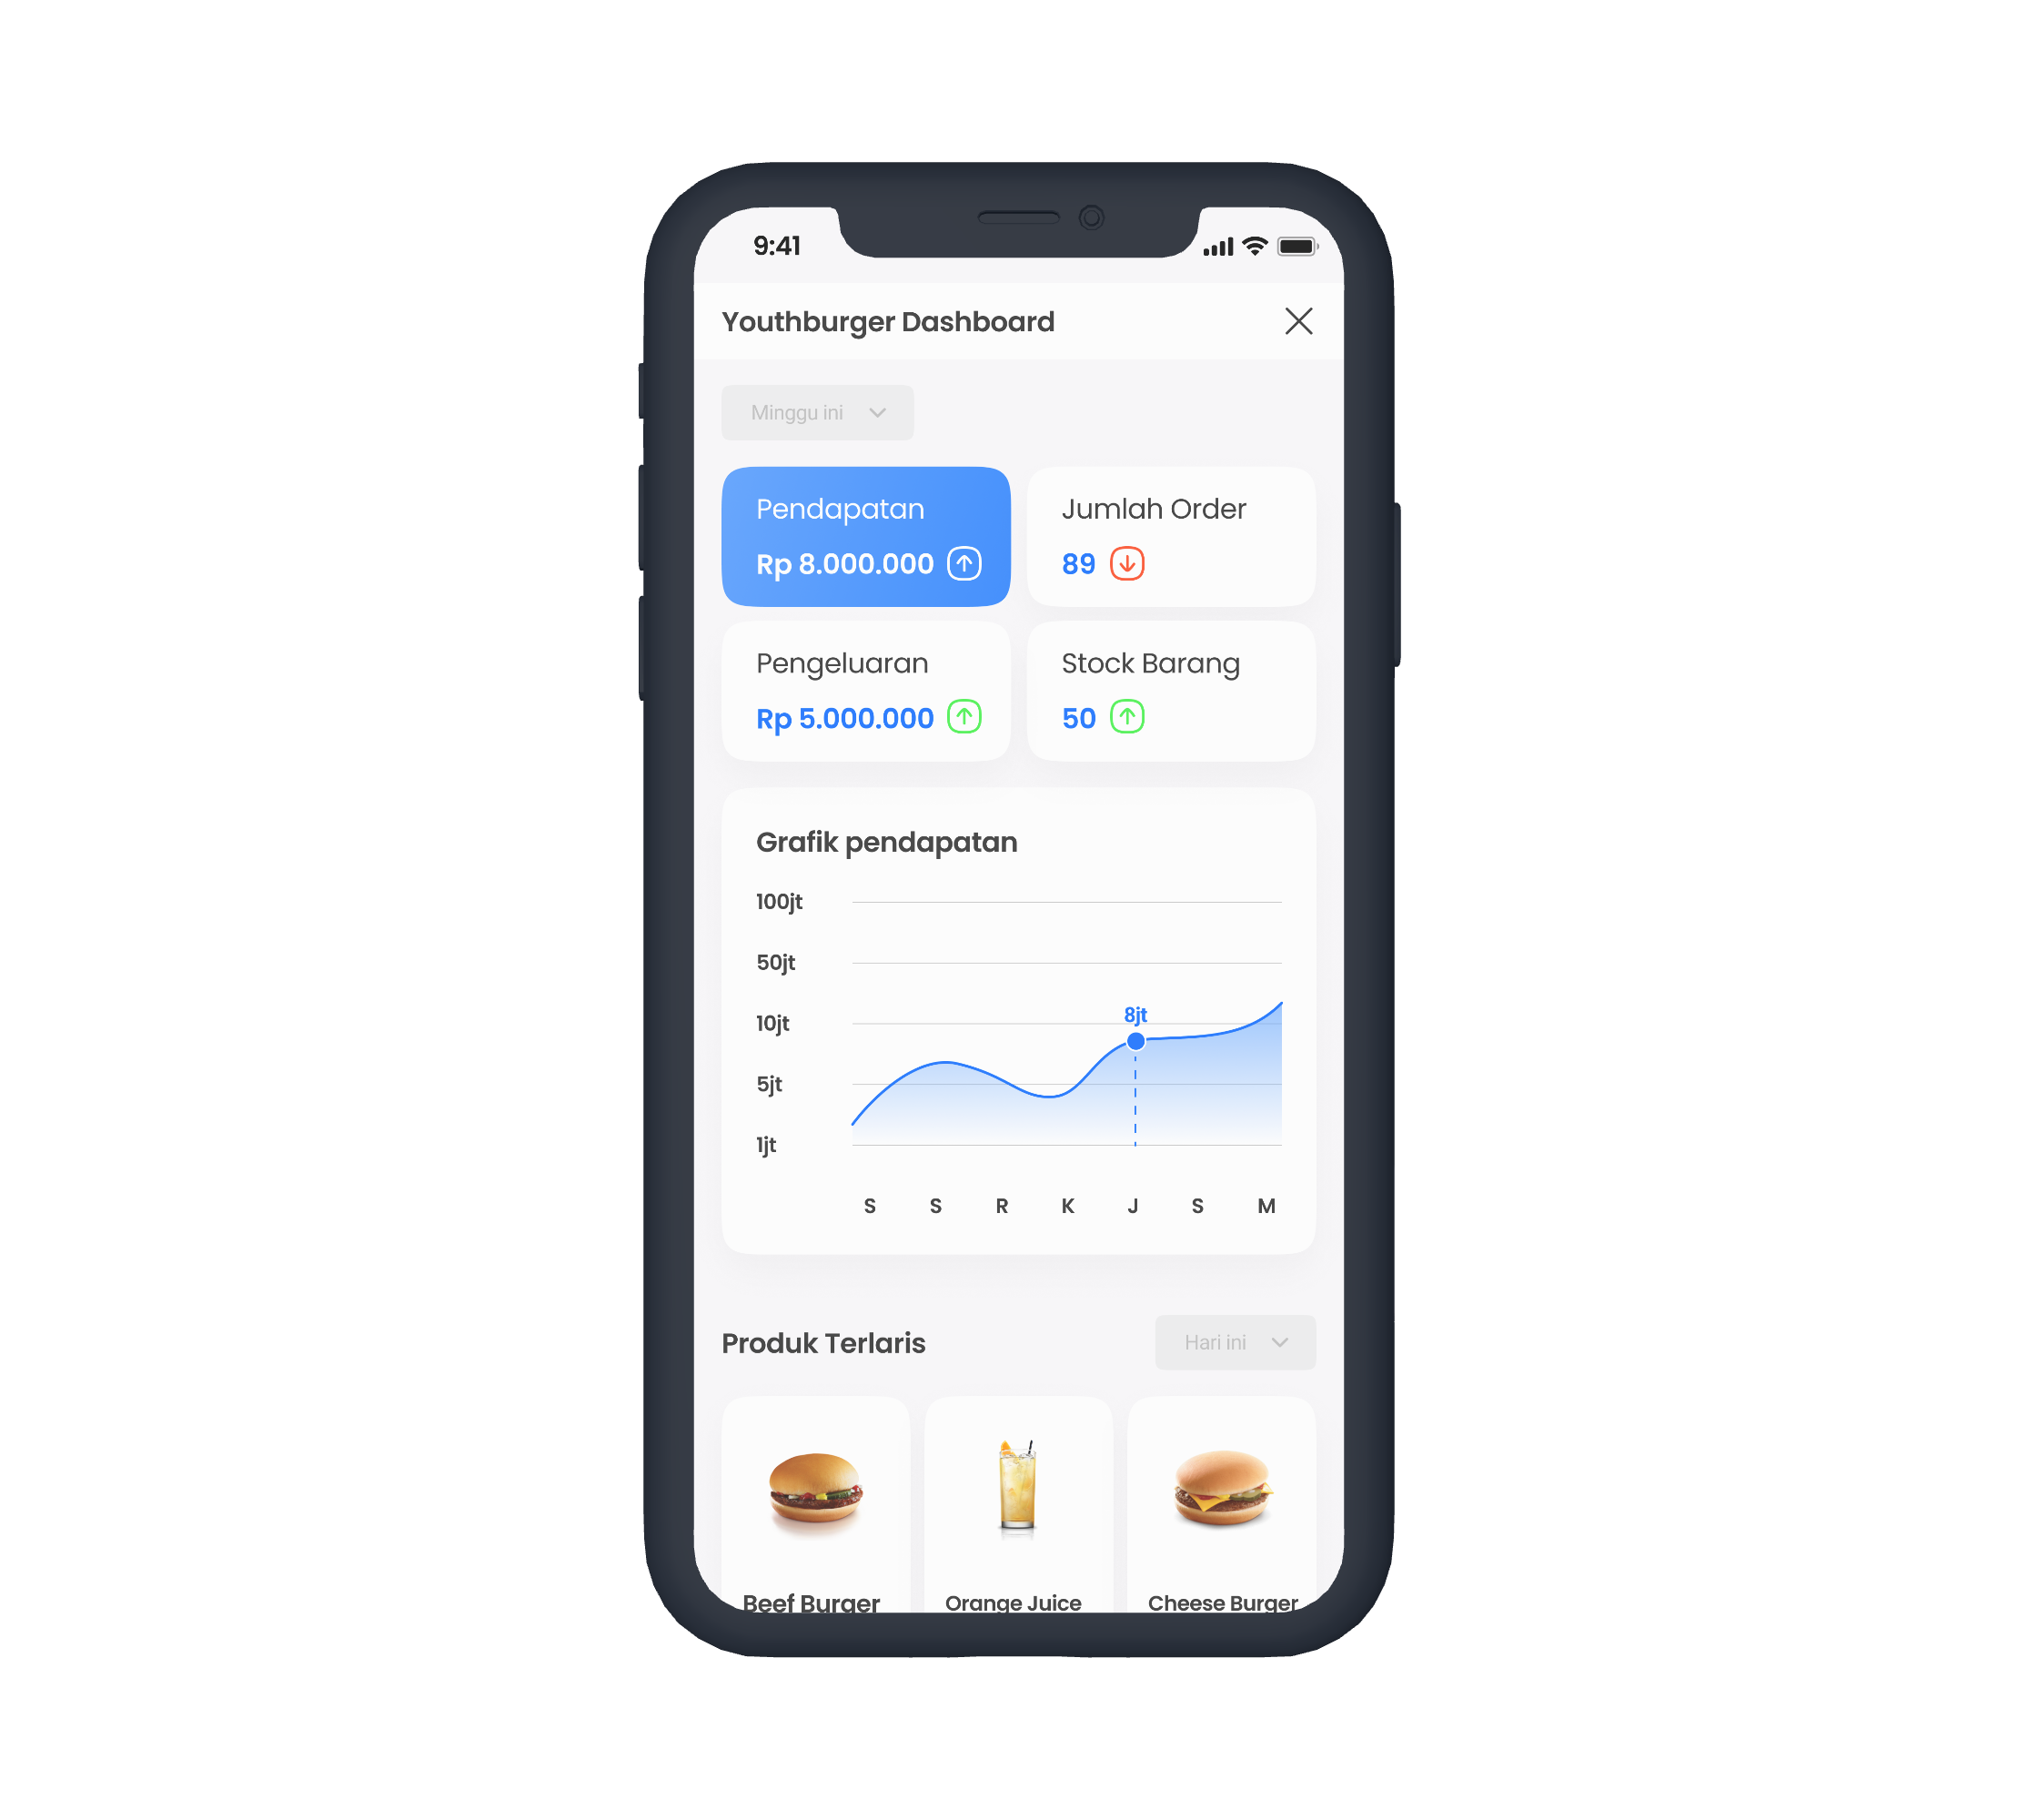 9:41
Youthburger Dashboard
Minggu ini
Pendapatan
Rp 8.000.000
Jumlah Order
89
Pengeluaran
Rp 5.000.000
Stock Barang
50
Grafik pendapatan
100jt
50jt
10jt
5jt
1jt
8jt
S S R K J S M
Produk Terlaris
Hari ini
Beef Burger
Orange Juice
Cheese Burger